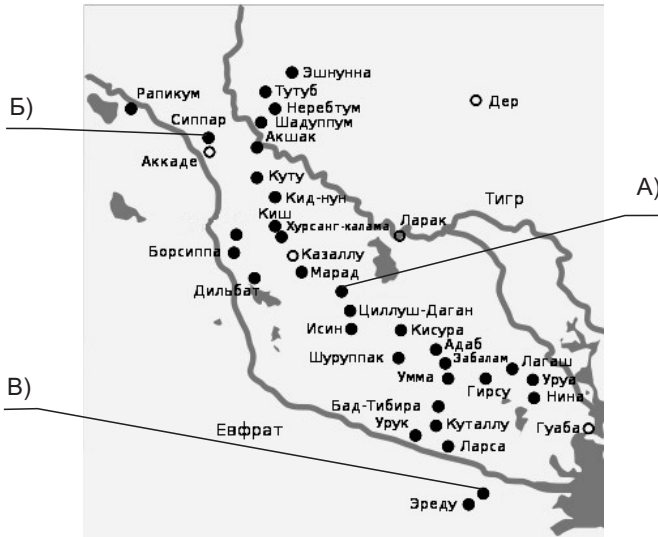 Эшнунна
Тутуб
Рапикум
Неребтум
Дер
Б)
Сиппар
Шадуппум
Акшак
Аккаде
Куту
А)
Кид-нун
Тигр
Киш
Ларак
Хурсанг-калама
Борсиппа
Казаллу
Марад
Дильбат
Циллуш-Даган
Исин
Кисура
Адаб
Забалам
Шуруппак
Лагаш
Умма
Гирсу
Уруа
Нина
В)
Бад-Тибира
Урук
Куталлу
Гуаба
Евфрат
Ларса
Эреду